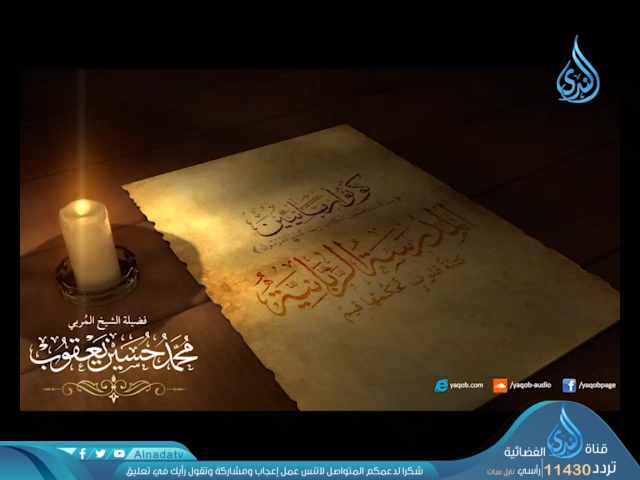 الندى
كونوا ربانيين
المدرسة الربانية
فضيلة الشيخ المربي
محمد حسين يعقوب
yaqob.com
/yaqob-audio
/yaqobpage
Alnadatv
قناة الندى الفضائية
تردد 11430 رأسي نايل سات
شكرا لدعمكم المتواصل لاتنس عمل إعجاب ومشاركة وتقول رأيك في تعليق